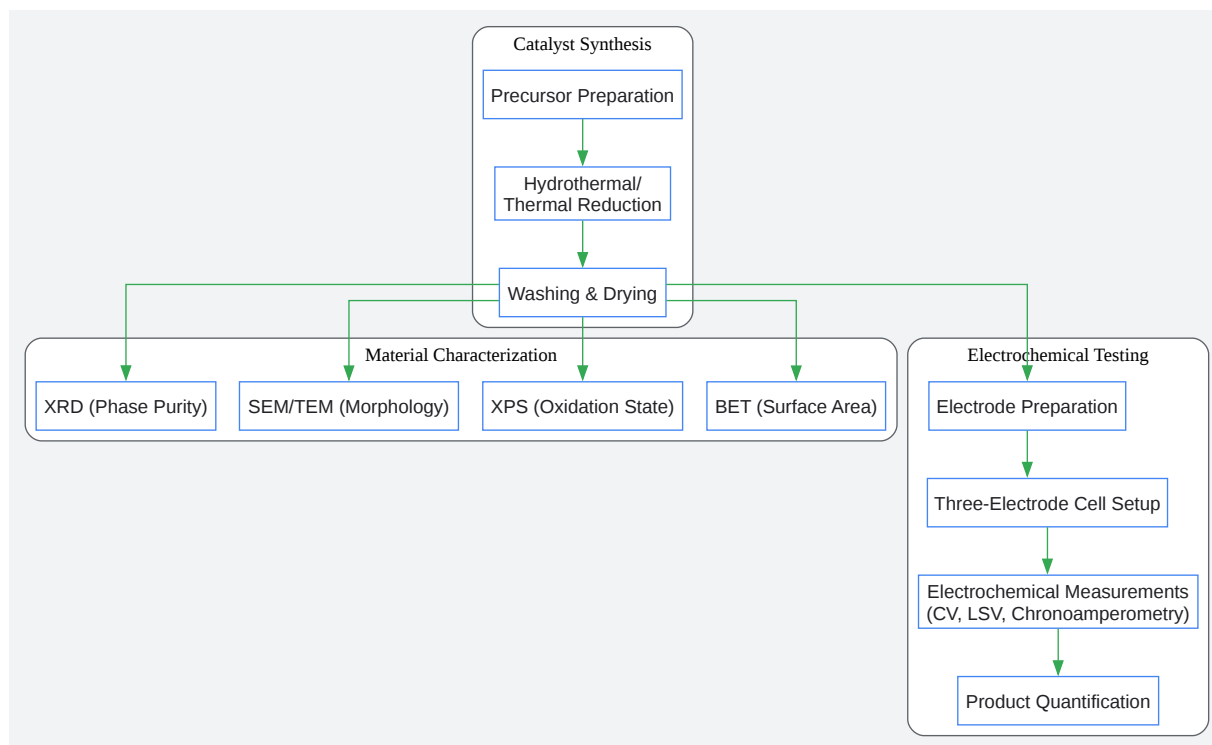 Catalyst Synthesis
Precursor Preparation
Hydrothermal/
Thermal Reduction
Washing & Drying
Material Characterization
XRD (Phase Purity)
SEM/TEM (Morphology)
XPS (Oxidation State)
BET (Surface Area)
Electrochemical Testing
Electrode Preparation
Three-Electrode Cell Setup
Electrochemical Measurements
(CV, LSV, Chronoamperometry)
Product Quantification